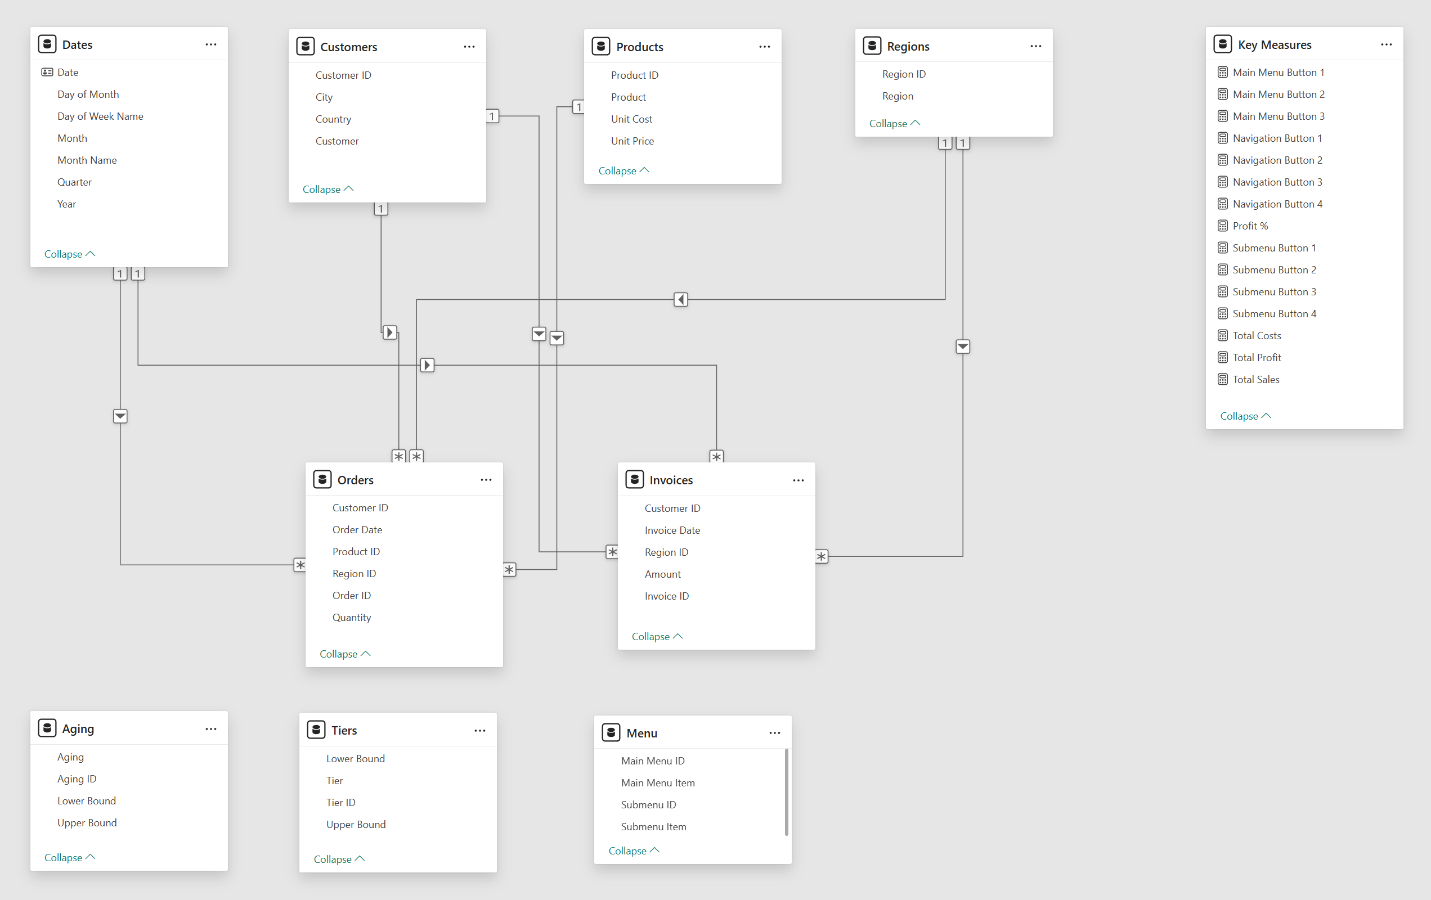 Dates
Date
Day of Month
Day of Week Name
Month
Month Name
Quarter
Year
Collapse
Customers
Customer ID
City
Country
Customer
Collapse
Products
Product ID
Product
Unit Cost
Unit Price
Collapse
Regions
Region ID
Region
Collapse
Key Measures
Main Menu Button 1
Main Menu Button 2
Main Menu Button 3
Navigation Button 1
Navigation Button 2
Navigation Button 3
Navigation Button 4
Profit %
Submenu Button 1
Submenu Button 2
Submenu Button 3
Submenu Button 4
Total Costs
Total Profit
Total Sales
Collapse
1
1
1
1
1
1
1
*
*
*
*
*
*
*
Orders
Customer ID
Order Date
Product ID
Region ID
Order ID
Quantity
Collapse
Invoices
Customer ID
Invoice Date
Region ID
Amount
Invoice ID
Collapse
Aging
Aging
Aging ID
Lower Bound
Upper Bound
Collapse
Tiers
Lower Bound
Tier
Tier ID
Upper Bound
Collapse
Menu
Main Menu ID
Main Menu Item
Submenu ID
Submenu Item
Collapse